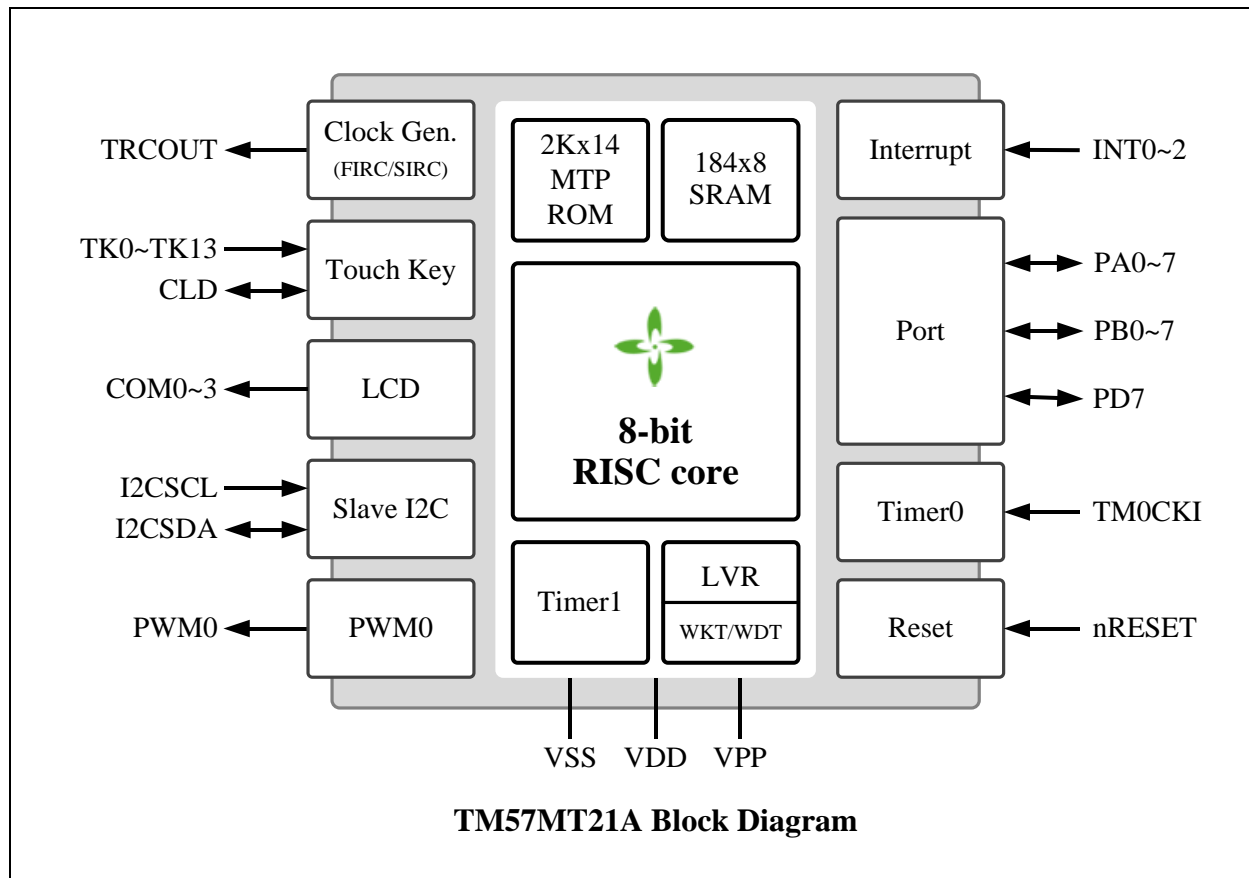 TRCOUT
TK0~TK13
CLD
COM0~3
I2CSCL
I2CSDA
PWM0
Clock Gen.
(FIRC/SIRC)
Touch Key
LCD
Slave I2C
PWM0
2Kx14
MTP
ROM
184x8
SRAM
8-bit
RISC core
Timer1
LVR
WKT/WDT
Interrupt
Port
Timer0
Reset
INT0~2
PA0~7
PB0~7
PD7
TM0CKI
nRESET
VSS
VDD
VPP
TM57MT21A Block Diagram